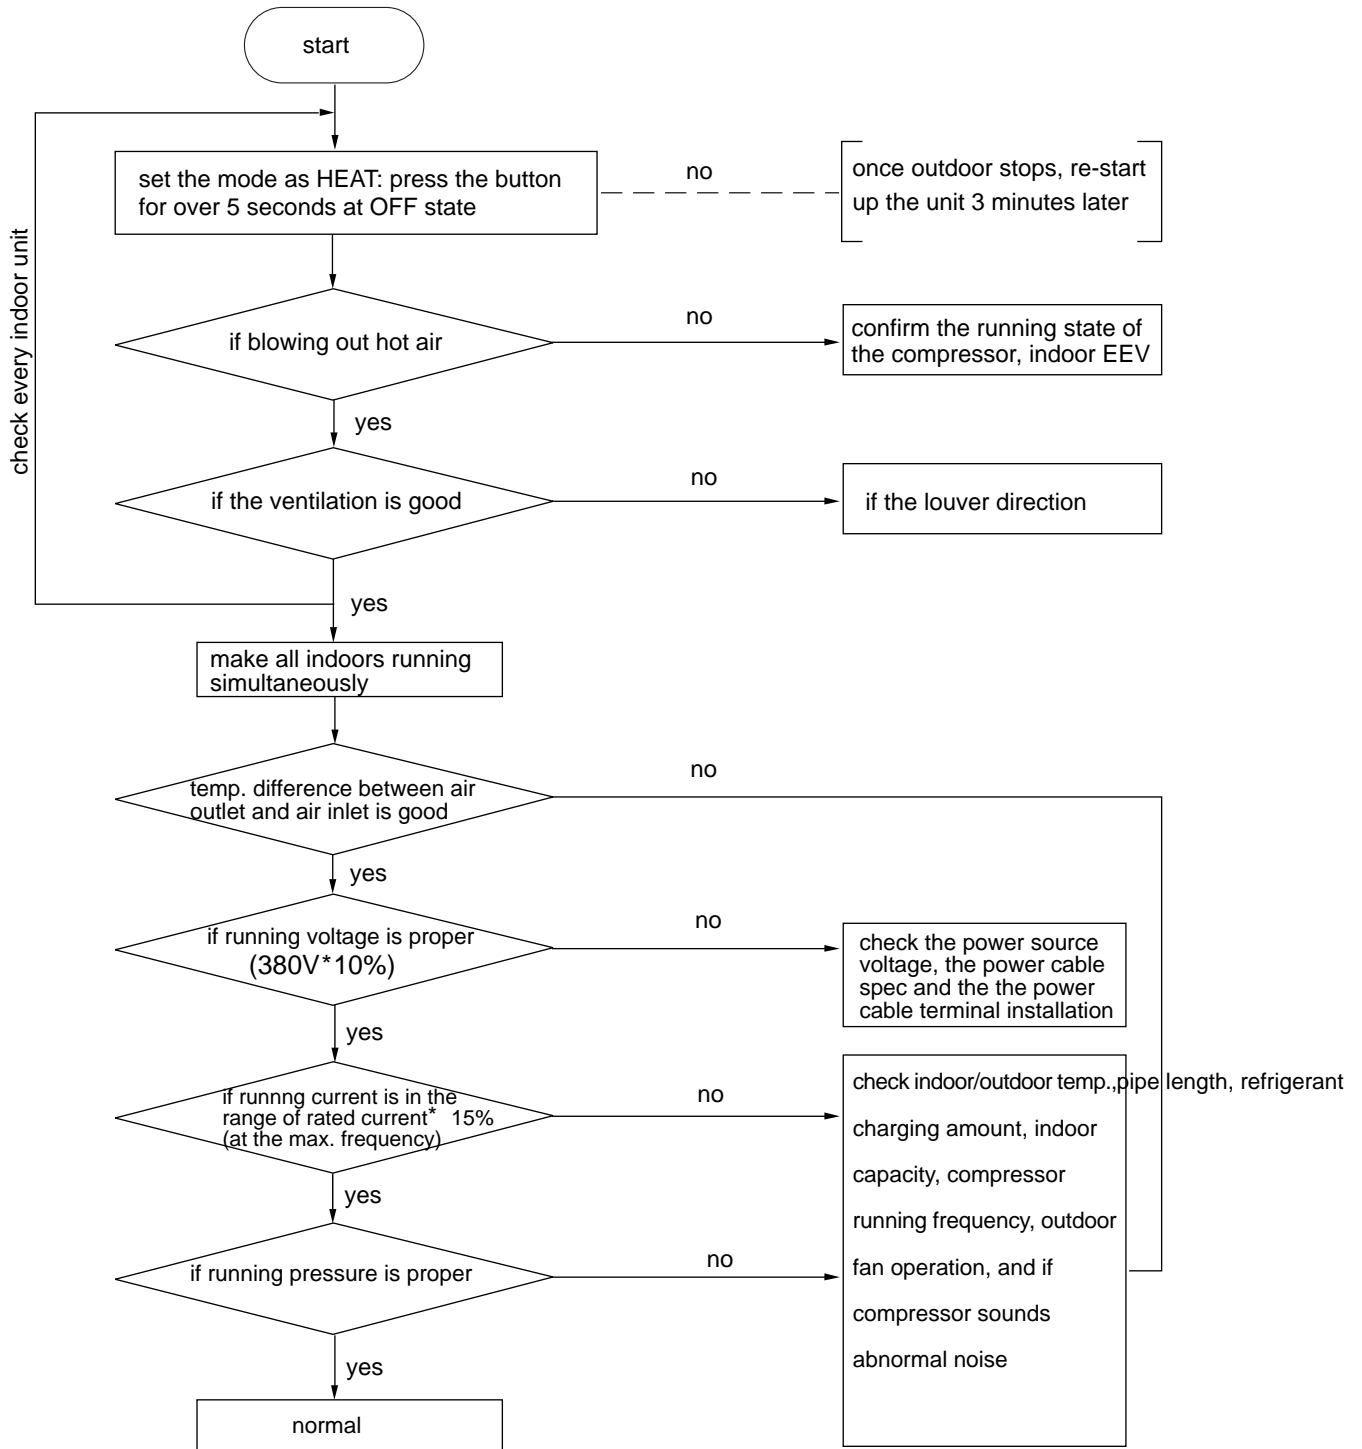 start
set the mode as HEAT: press the button
for over 5 seconds at OFF state
no
once outdoor stops, re-start
up the unit 3 minutes later
check every indoor unit
if blowing out hot air
no
confirm the running state of
the compressor, indoor EEV
yes
if the ventilation is good
no
if the louver direction
yes
make all indoors running
simultaneously
temp. difference between air
outlet and air inlet is good
no
yes
if running voltage is proper
(380V*10%)
no
check the power source
voltage, the power cable
spec and the the power
cable terminal installation
yes
if runnng current is in the
range of rated current* 15%
(at the max. frequency)
no
check indoor/outdoor temp.,pipe length, refrigerant
charging amount, indoor
capacity, compressor
running frequency, outdoor
fan operation, and if
compressor sounds
abnormal noise
yes
if running pressure is proper
no
yes
normal